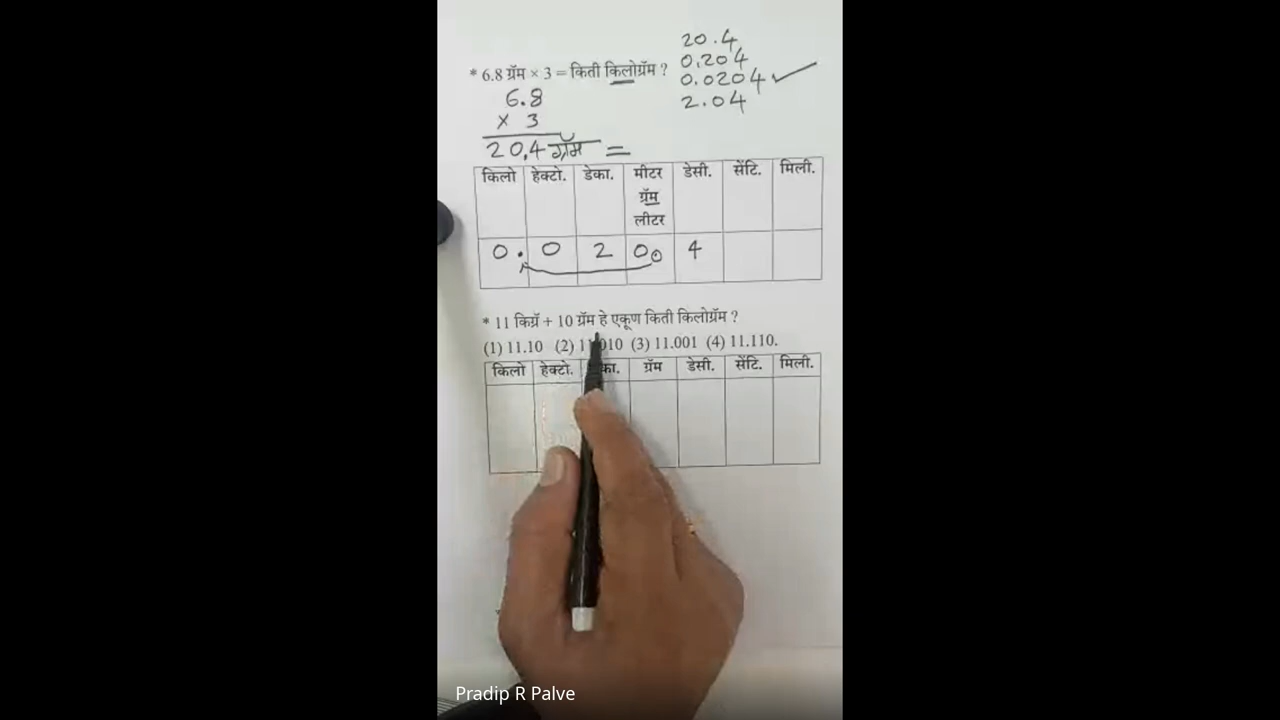 * 6.8 ग्रॅम × 3 = किती किलोग्रॅम ?
20.4
0.204
0.0204 ✓
2.04
6.8
× 3
20.4 ग्रॅम =
किलो हेक्टो. डेका. मीटर ग्रॅम लीटर डेसी. सेंटि. मिली.
0. 0 2 0. 4
* 11 किग्रॅ + 10 ग्रॅम हे एकूण किती किलोग्रॅम ?
(1) 11.10 (2) 11.010 (3) 11.001 (4) 11.110.
किलो हेक्टो. ग्रॅम डेसी. सेंटि. मिली.
Pradip R Palve